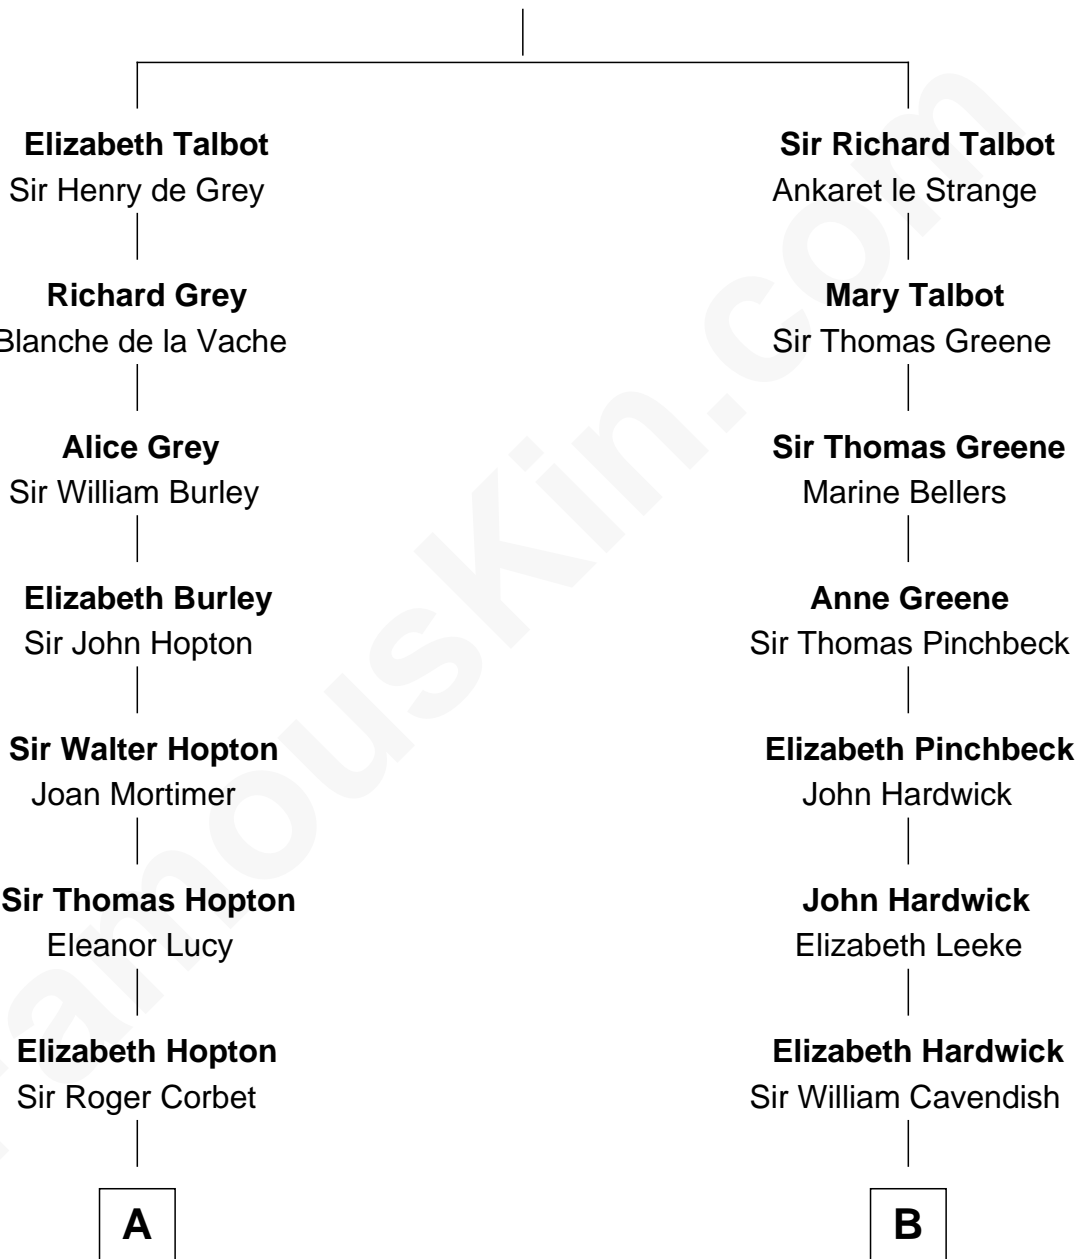 Elizabeth Talbot
Sir Henry de Grey
Richard Grey
Blanche de la Vache
Alice Grey
Sir William Burley
Elizabeth Burley
Sir John Hopton
Sir Walter Hopton
Joan Mortimer
Sir Thomas Hopton
Eleanor Lucy
Elizabeth Hopton
Sir Roger Corbet
A
Sir Richard Talbot
Ankaret le Strange
Mary Talbot
Sir Thomas Greene
Sir Thomas Greene
Marine Bellers
Anne Greene
Sir Thomas Pinchbeck
Elizabeth Pinchbeck
John Hardwick
John Hardwick
Elizabeth Leeke
Elizabeth Hardwick
Sir William Cavendish
B
FamousKin.com